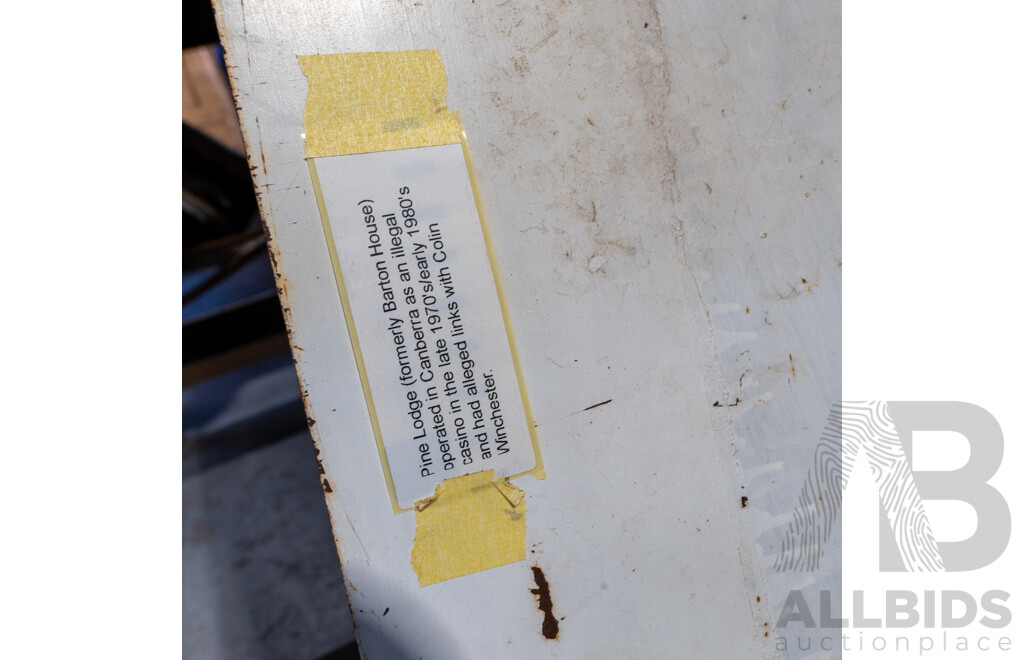 Pine Lodge (formerly Barton House)
operated in Canberra as an illegal
casino in the late 1970's/early 1980's
and had alleged links with Colin
Winchester.
AB
ALLBIDS
auctionplace